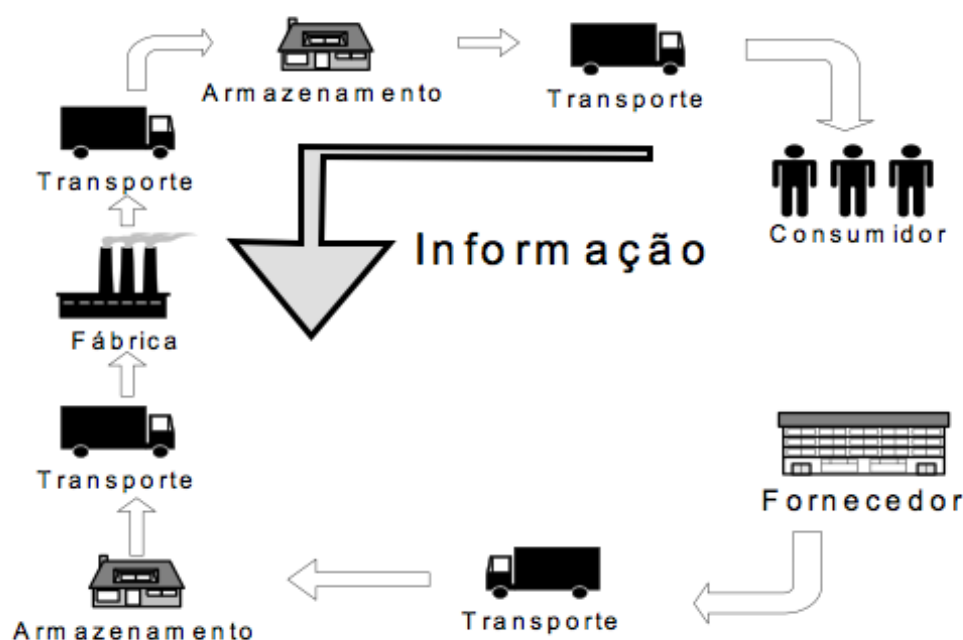 Armazenamento
Transporte
Transporte
Consumidor
Informação
Fábrica
Transporte
Fornecedor
Transporte
Armazenamento